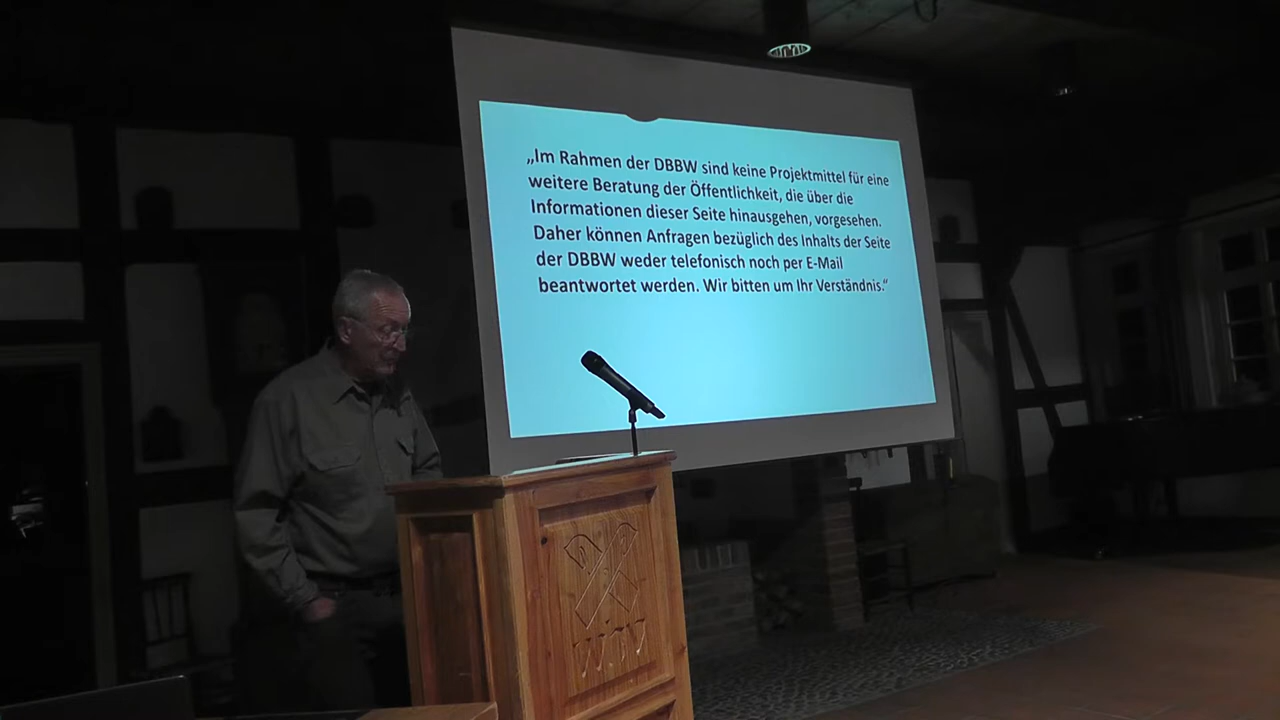 „Im Rahmen der DBBW sind keine Projektmittel für eine
weitere Beratung der Öffentlichkeit, die über die
Informationen dieser Seite hinausgehen, vorgesehen.
Daher können Anfragen bezüglich des Inhalts der Seite
der DBBW weder telefonisch noch per E-Mail
beantwortet werden. Wir bitten um Ihr Verständnis.“